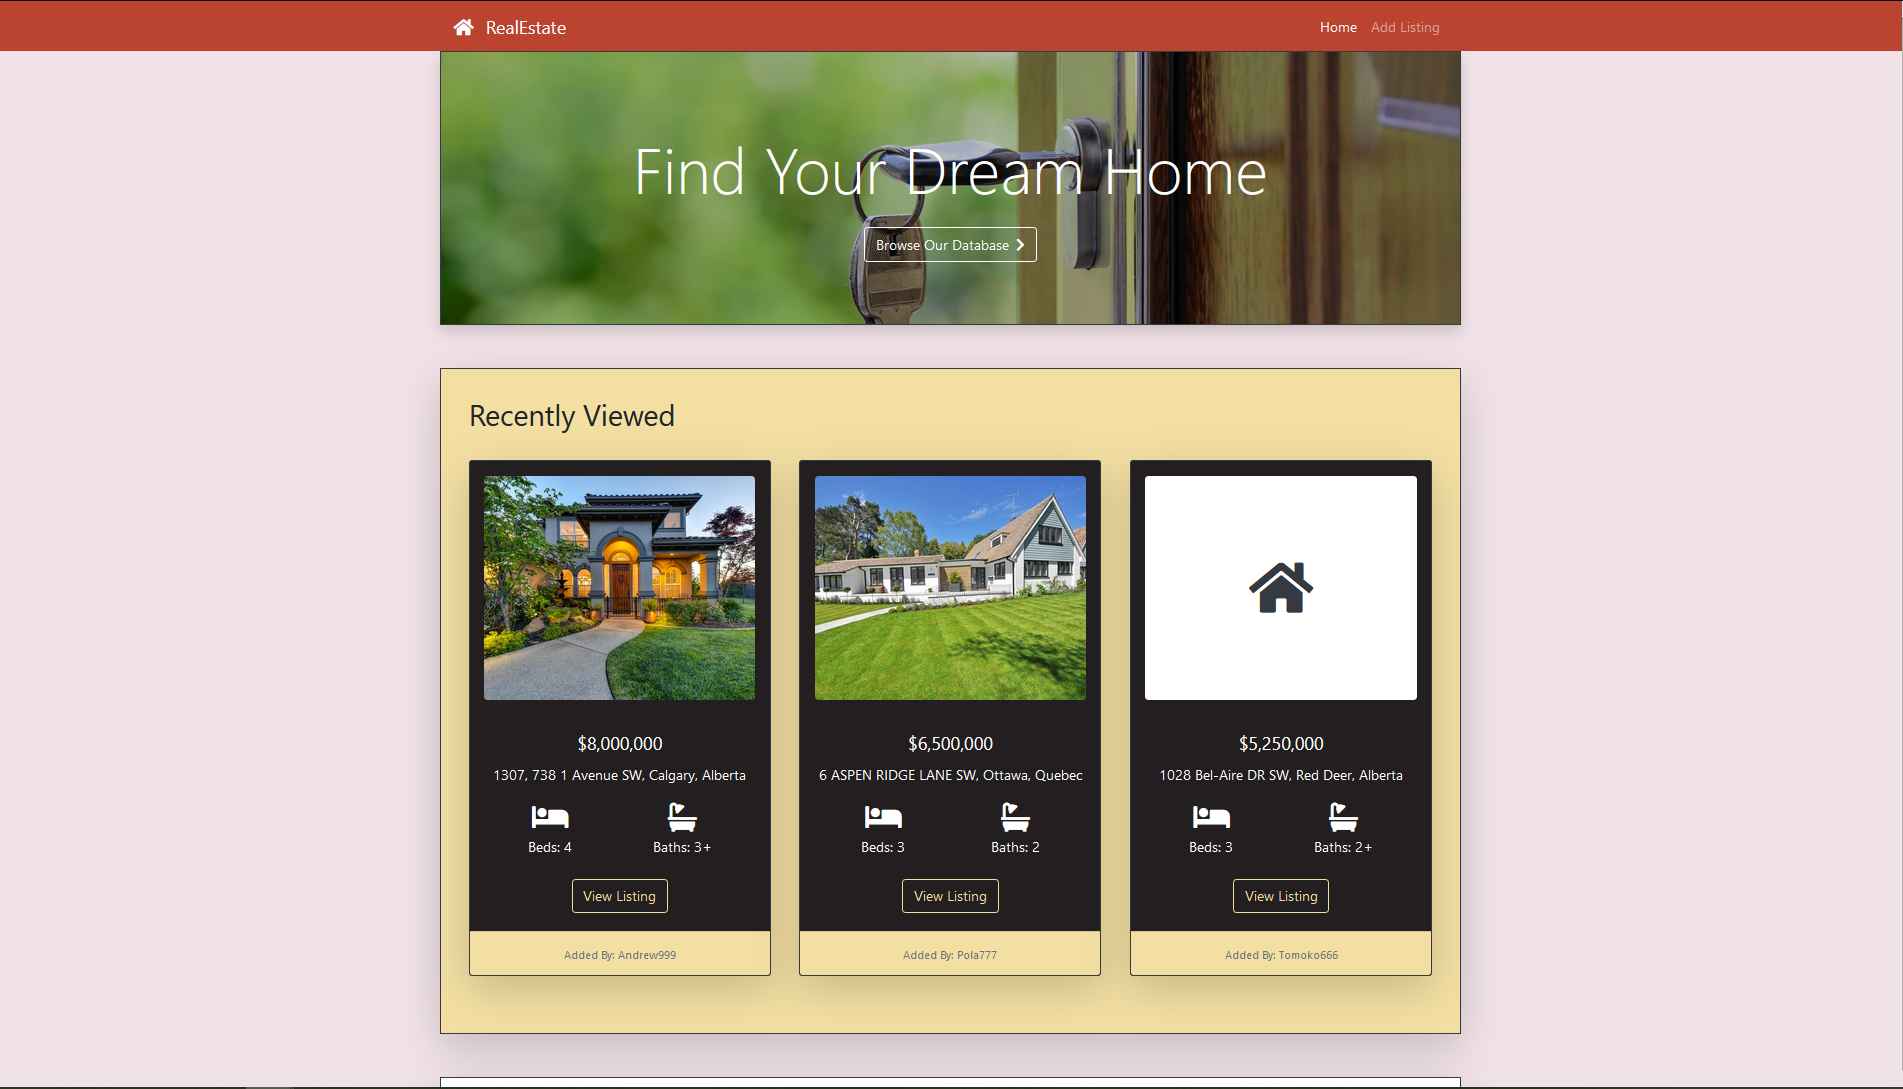 RealEstate
Home Add Listing
Find Your Dream Home
Browse Our Database
Recently Viewed
$8,000,000
1307, 738 1 Avenue SW, Calgary, Alberta
Beds: 4 Baths: 3+
View Listing
Added By: Andrew999
$6,500,000
6 ASPEN RIDGE LANE SW, Ottawa, Quebec
Beds: 3 Baths: 2
View Listing
Added By: Pola777
$5,250,000
1028 Bel-Aire DR SW, Red Deer, Alberta
Beds: 3 Baths: 2+
View Listing
Added By: Tomoko666